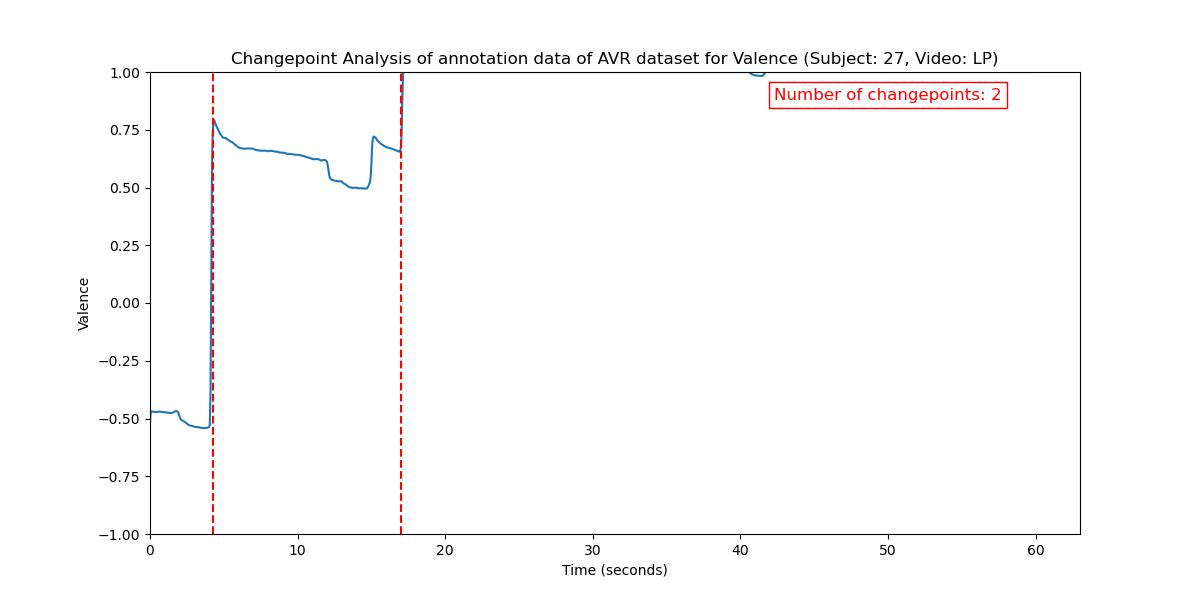 Changepoint Analysis of annotation data of AVR dataset for Valence (Subject: 27, Video: LP)
Number of changepoints: 2
Valence
1.00
0.75
0.50
0.25
0.00
−0.25
−0.50
−0.75
−1.00
0 10 20 30 40 50 60
Time (seconds)